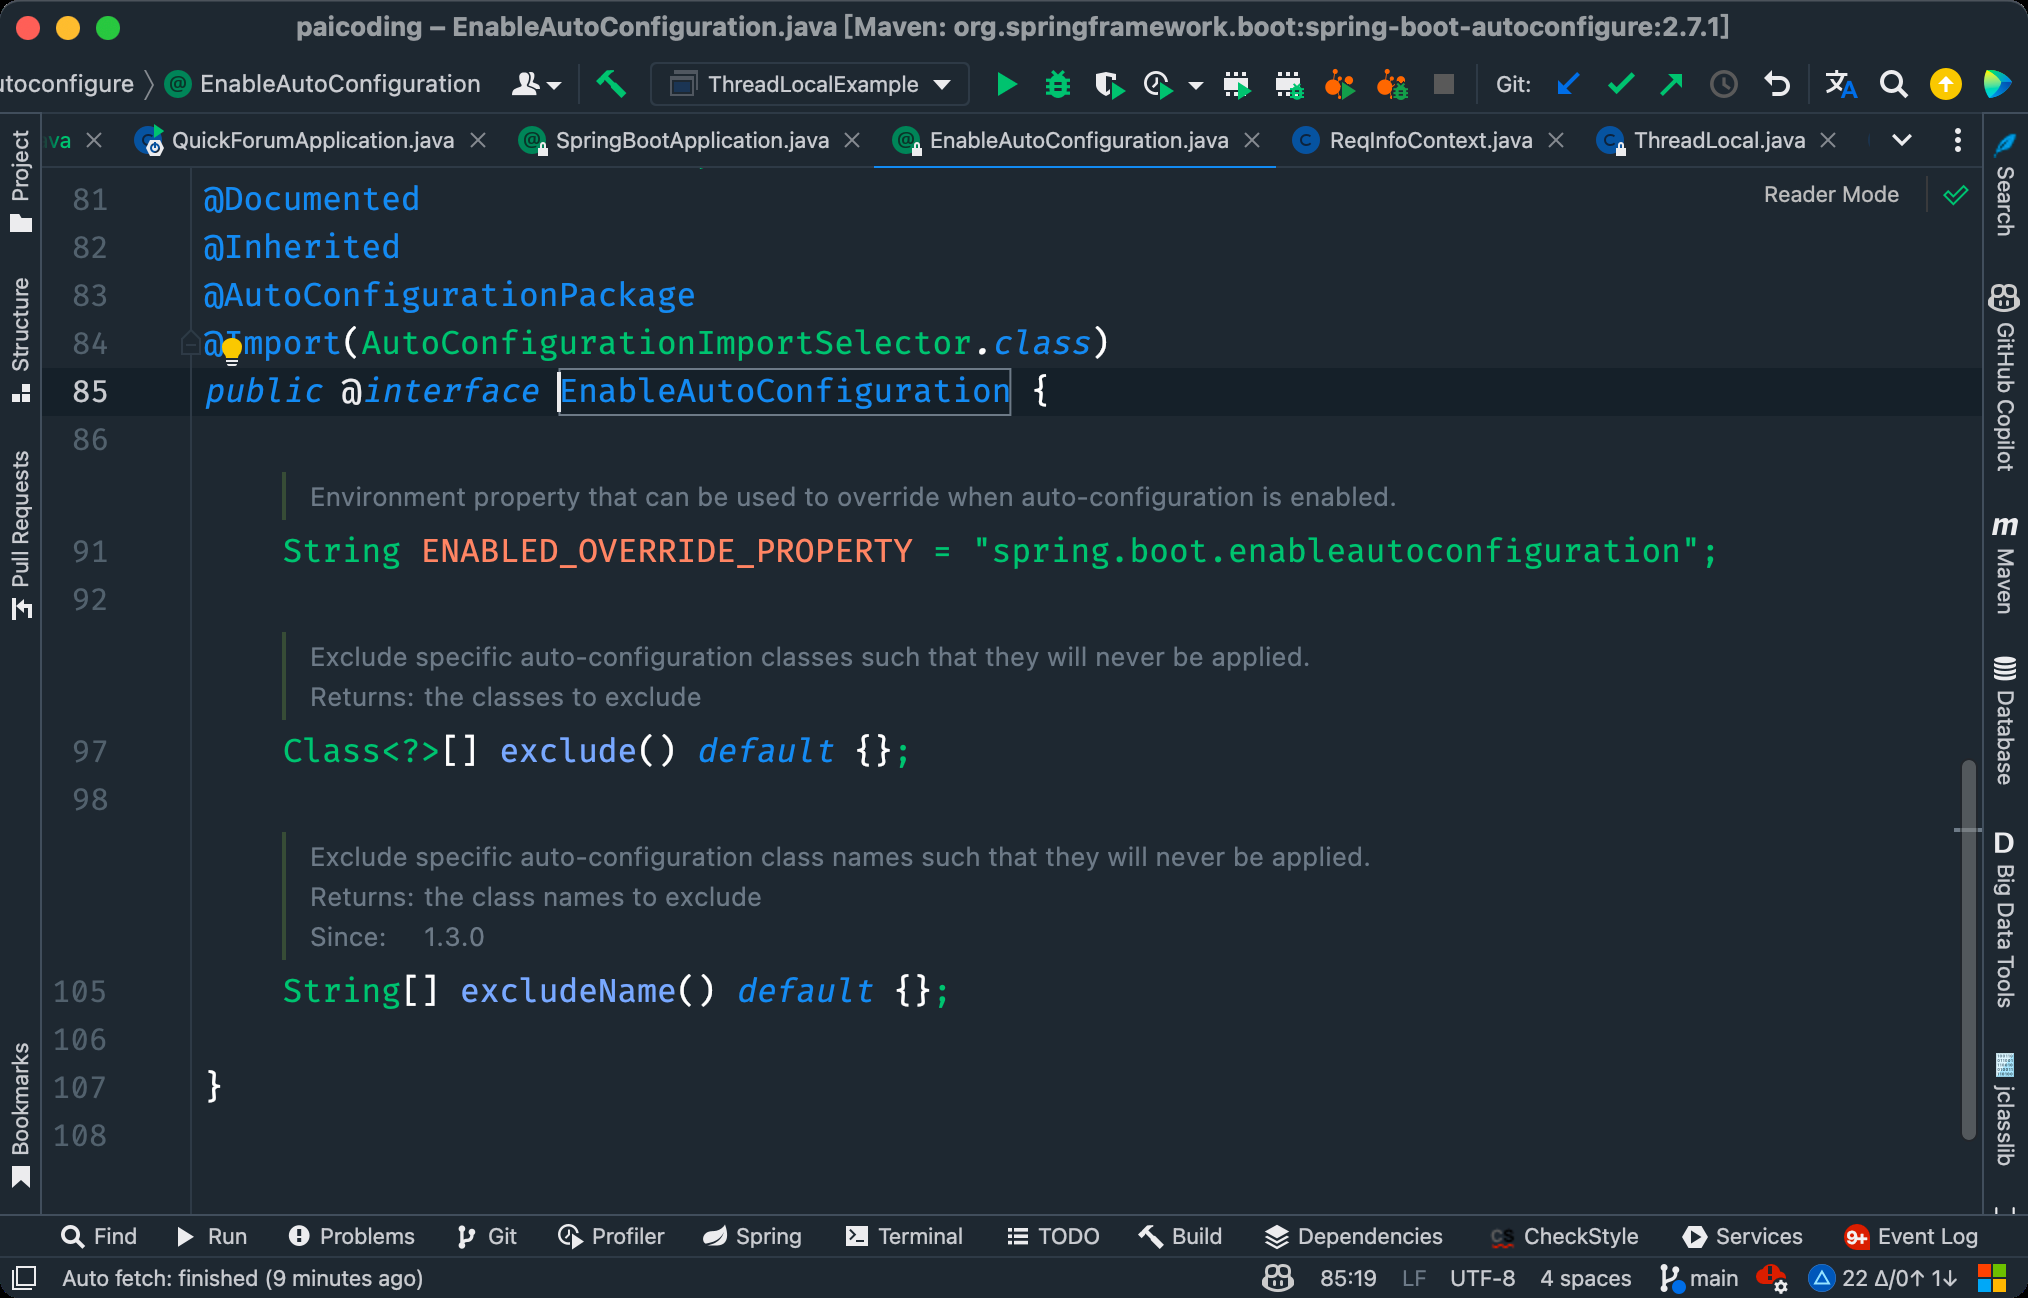 paicoding – EnableAutoConfiguration.java [Maven: org.springframework.boot:spring-boot-autoconfigure:2.7.1]
utoconfigure EnableAutoConfiguration ThreadLocalExample Git:
va QuickForumApplication.java SpringBootApplication.java EnableAutoConfiguration.java ReqInfoContext.java ThreadLocal.java
Project
Structure
Pull Requests
Bookmarks
Reader Mode
81 @Documented
82 @Inherited
83 @AutoConfigurationPackage
84 @Import(AutoConfigurationImportSelector.class)
85 public @interface EnableAutoConfiguration {
86
Environment property that can be used to override when auto-configuration is enabled.
91 String ENABLED_OVERRIDE_PROPERTY = "spring.boot.enableautoconfiguration";
92
Exclude specific auto-configuration classes such that they will never be applied.
Returns: the classes to exclude
97 Class<?>[] exclude() default {};
98
Exclude specific auto-configuration class names such that they will never be applied.
Returns: the class names to exclude
Since: 1.3.0
105 String[] excludeName() default {};
106
107 }
108
Search
GitHub Copilot
m Maven
Database
D Big Data Tools
jclasslib
Find Run Problems Git Profiler Spring Terminal TODO Build Dependencies CS CheckStyle Services 9+ Event Log
Auto fetch: finished (9 minutes ago) 85:19 LF UTF-8 4 spaces main 22 Δ/0↑ 1↓